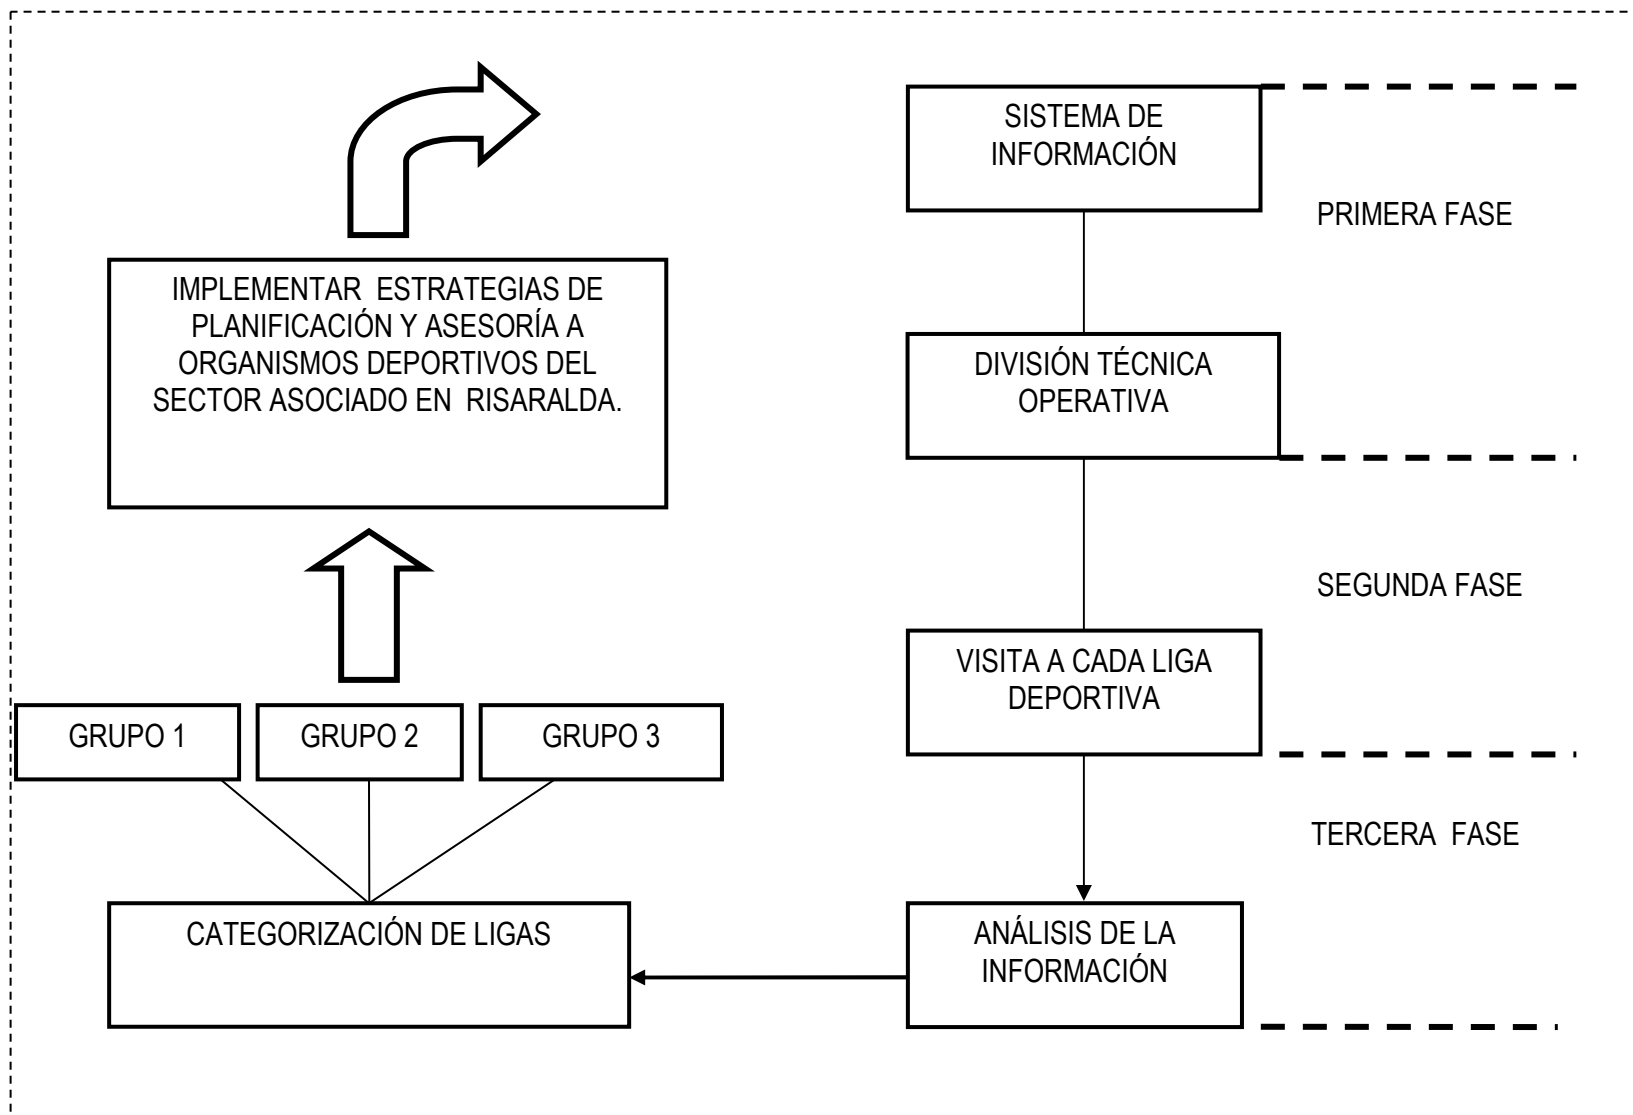 SISTEMA DE
INFORMACIÓN
PRIMERA FASE
IMPLEMENTAR  ESTRATEGIAS DE
PLANIFICACIÓN Y ASESORÍA A
ORGANISMOS DEPORTIVOS DEL
SECTOR ASOCIADO EN  RISARALDA.
DIVISIÓN TÉCNICA
OPERATIVA
SEGUNDA FASE
VISITA A CADA LIGA
DEPORTIVA
GRUPO 1
GRUPO 2
GRUPO 3
TERCERA  FASE
CATEGORIZACIÓN DE LIGAS
ANÁLISIS DE LA
INFORMACIÓN